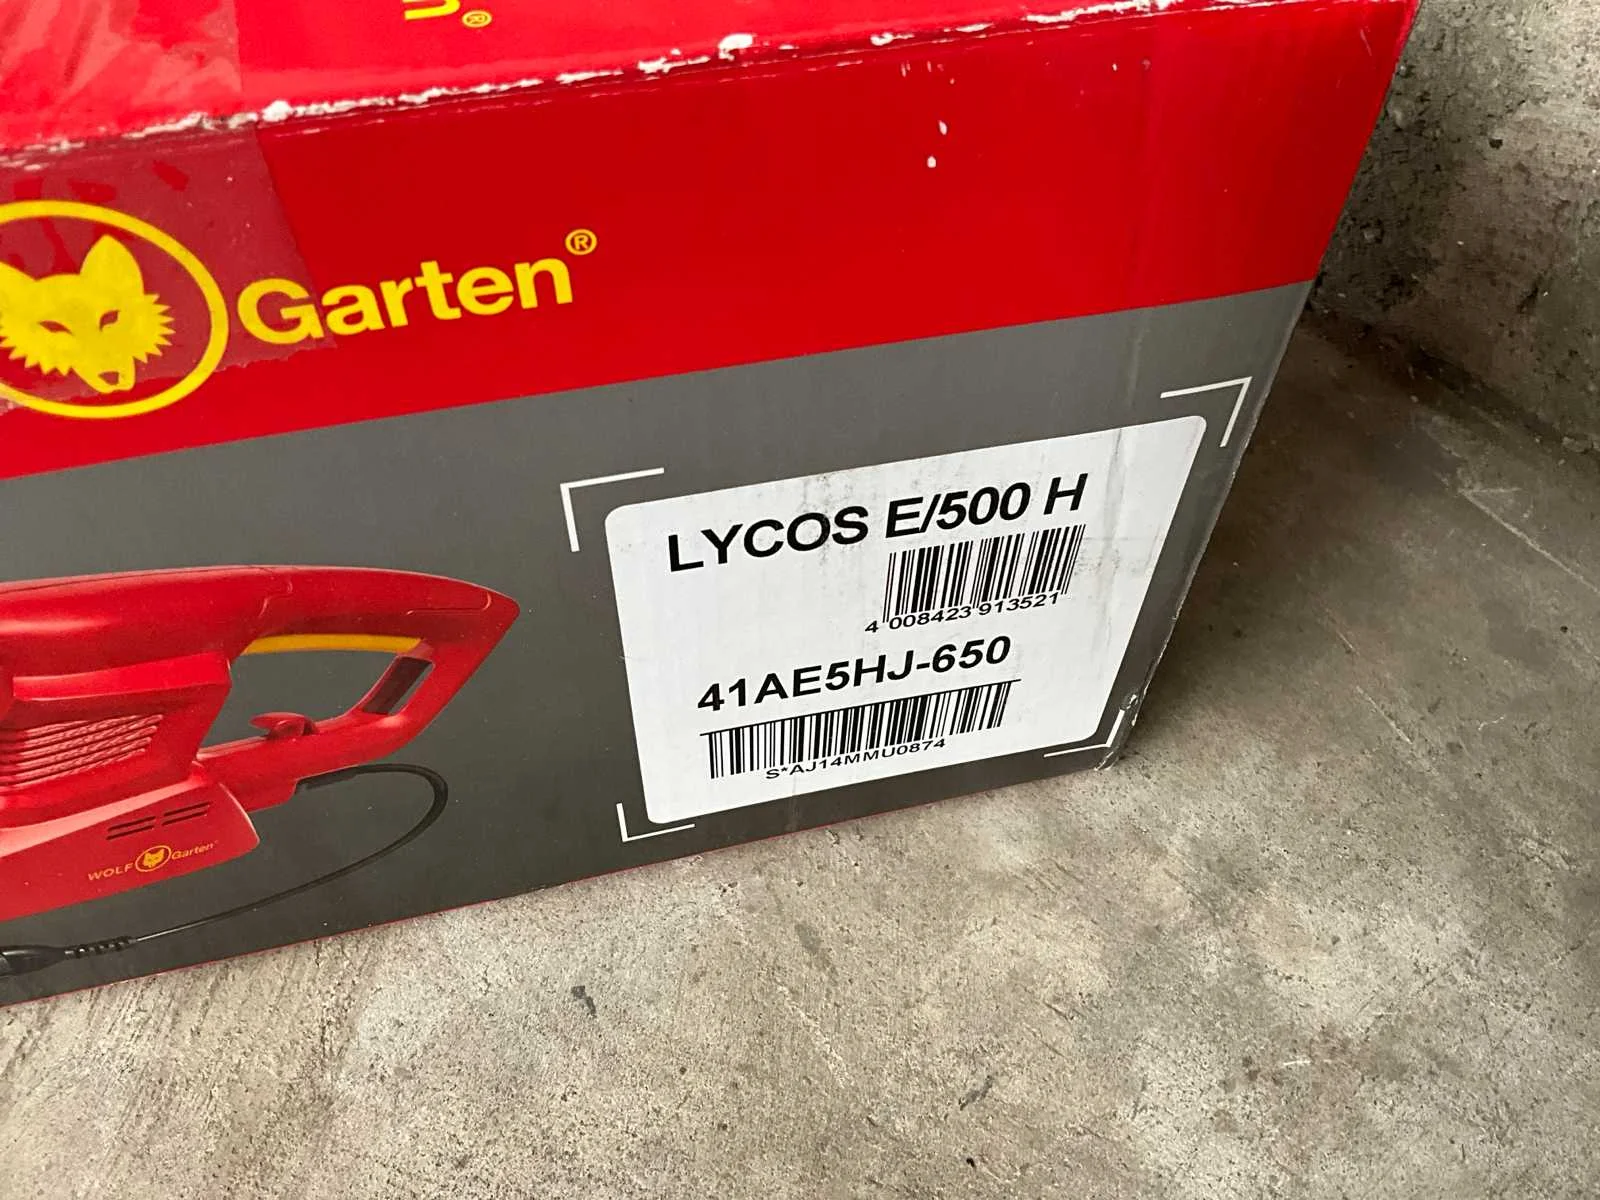 n®
Garten®
LYCOS E/500 H
4 008423 913521
41AE5HJ-650
S*AJ14MMU0874
WOLF Garten